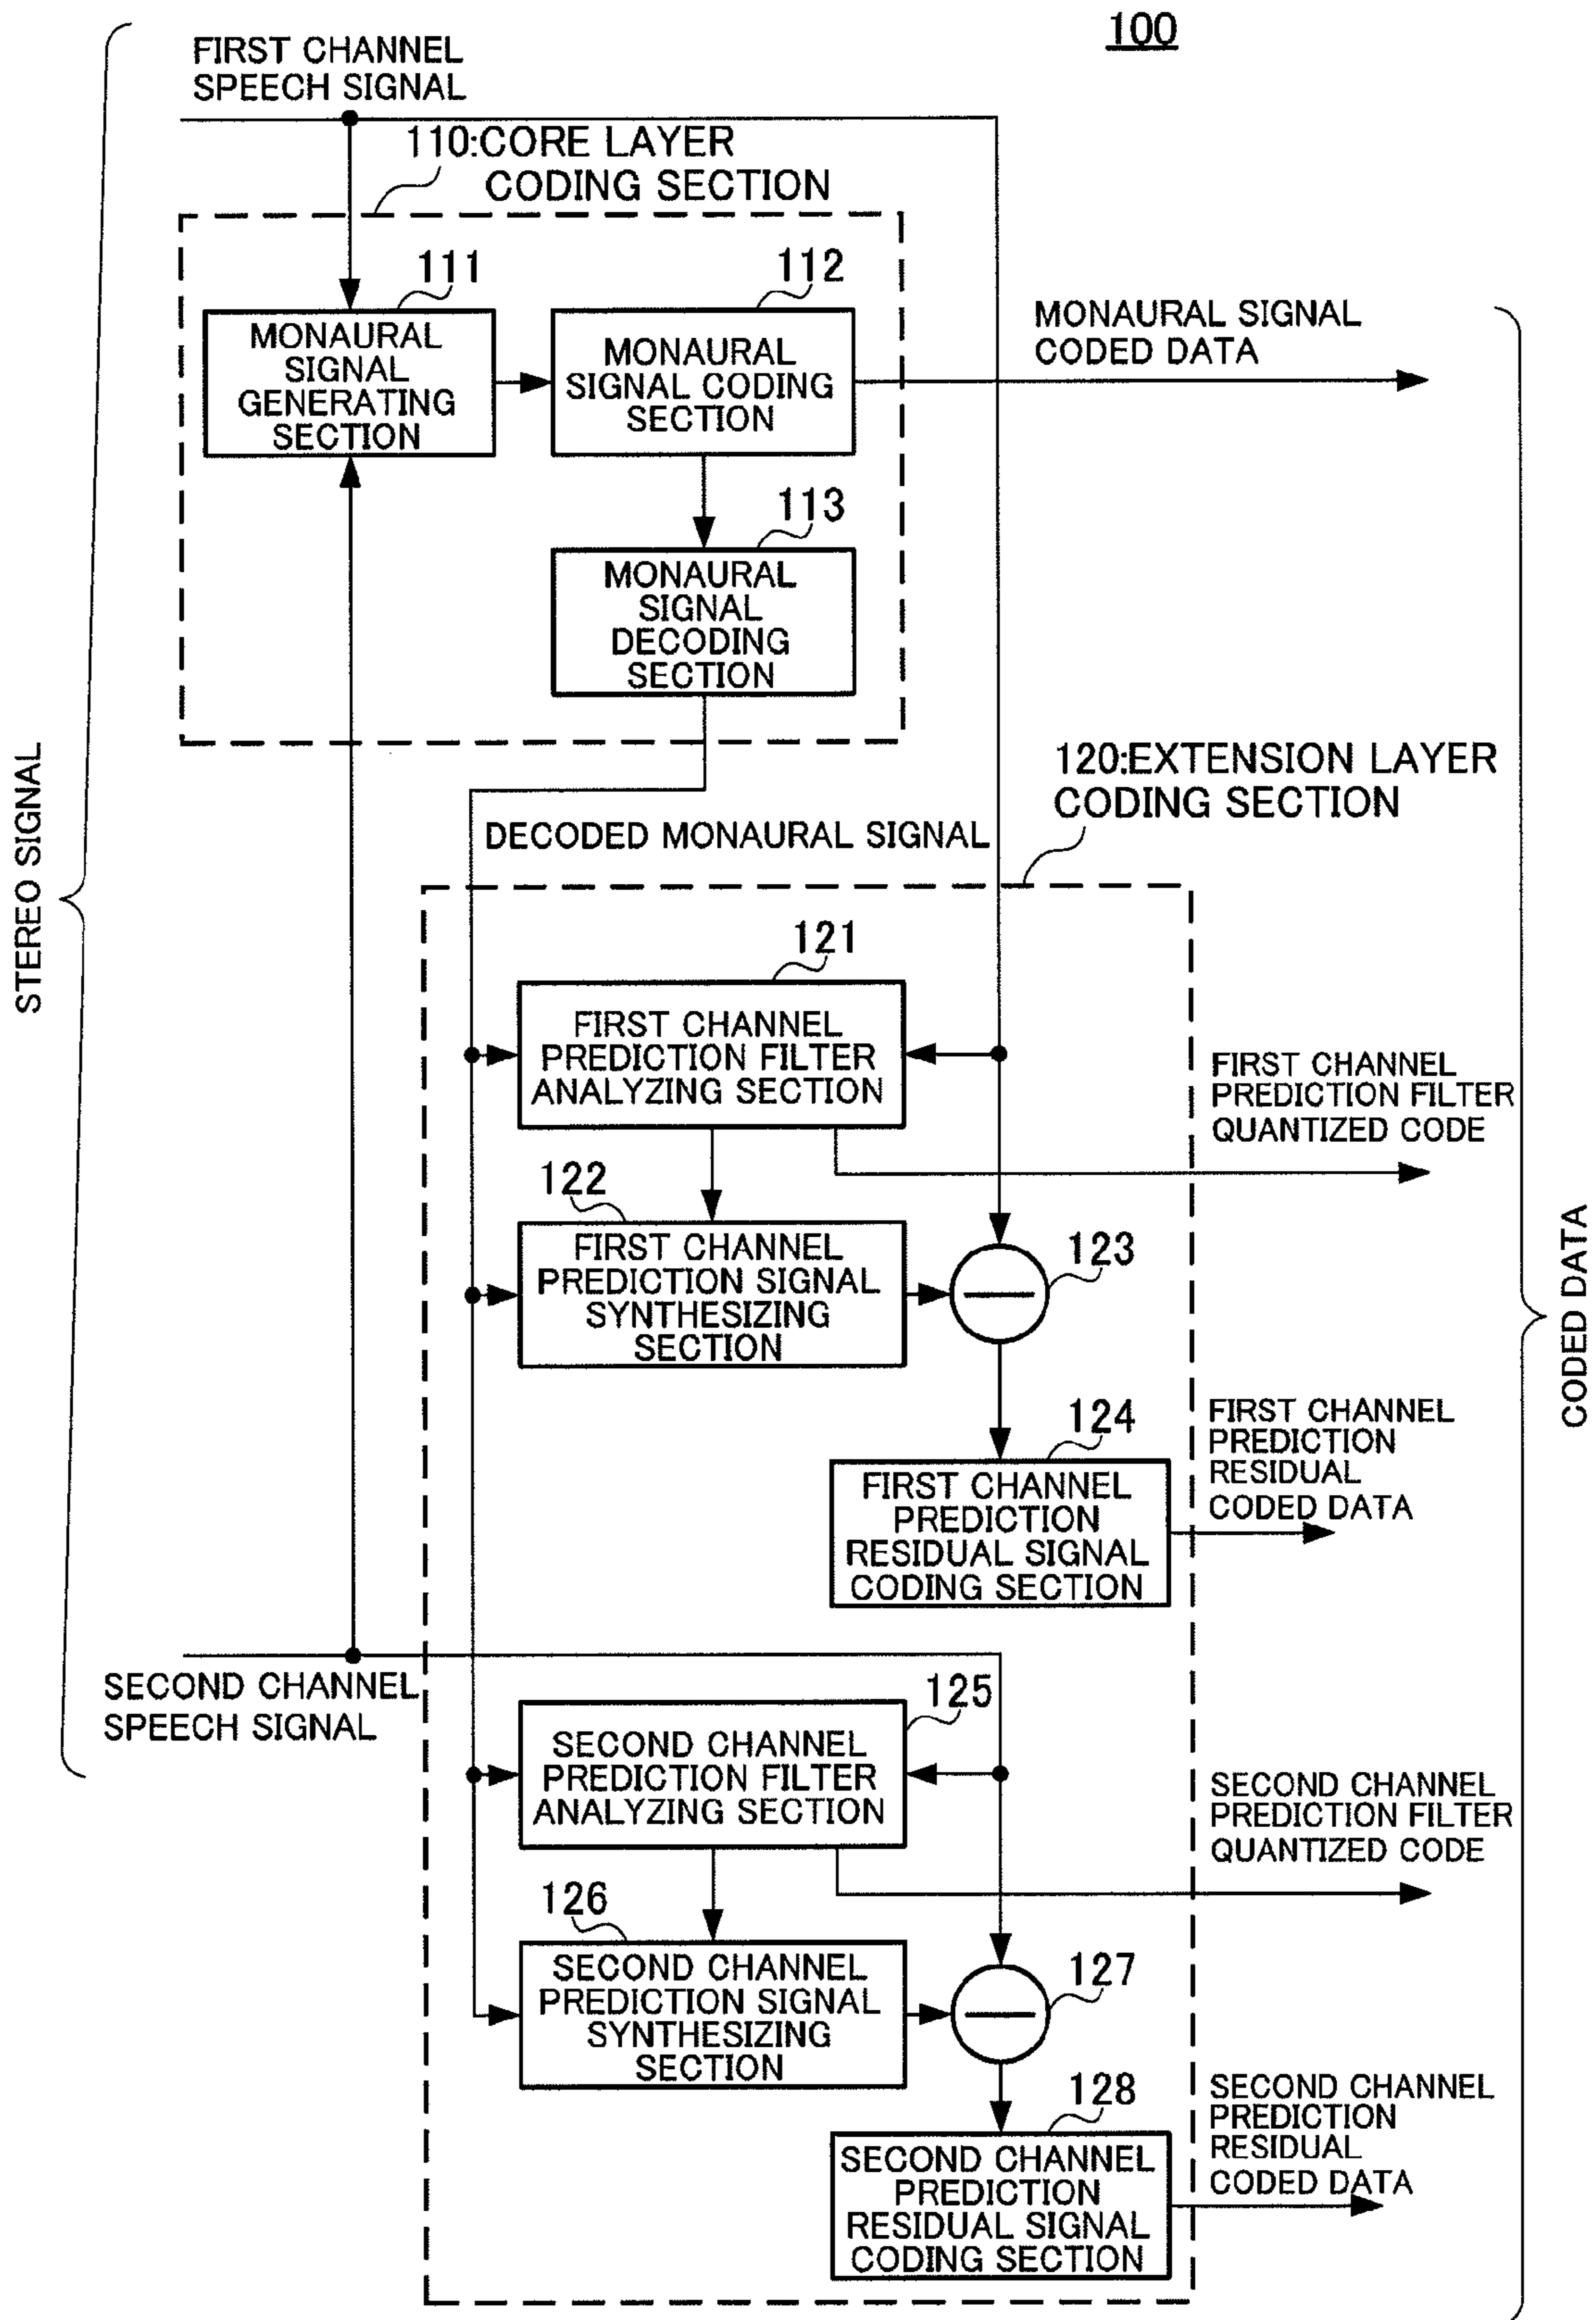 100
FIRST CHANNEL
SPEECH SIGNAL
110:CORE LAYER
CODING SECTION
111
112
MONAURAL
SIGNAL
GENERATING
SECTION
MONAURAL
SIGNAL CODING
SECTION
MONAURAL SIGNAL
CODED DATA
113
MONAURAL
SIGNAL
DECODING
SECTION
STEREO SIGNAL
120:EXTENSION LAYER
CODING SECTION
DECODED MONAURAL SIGNAL
121
FIRST CHANNEL
PREDICTION FILTER
ANALYZING SECTION
FIRST CHANNEL
PREDICTION FILTER
QUANTIZED CODE
122
FIRST CHANNEL
PREDICTION SIGNAL
SYNTHESIZING
SECTION
123
CODED DATA
124
FIRST CHANNEL
PREDICTION
RESIDUAL SIGNAL
CODING SECTION
FIRST CHANNEL
PREDICTION
RESIDUAL
CODED DATA
SECOND CHANNEL
SPEECH SIGNAL
125
SECOND CHANNEL
PREDICTION FILTER
ANALYZING SECTION
SECOND CHANNEL
PREDICTION FILTER
QUANTIZED CODE
126
SECOND CHANNEL
PREDICTION SIGNAL
SYNTHESIZING
SECTION
127
128
SECOND CHANNEL
PREDICTION
RESIDUAL SIGNAL
CODING SECTION
SECOND CHANNEL
PREDICTION
RESIDUAL
CODED DATA